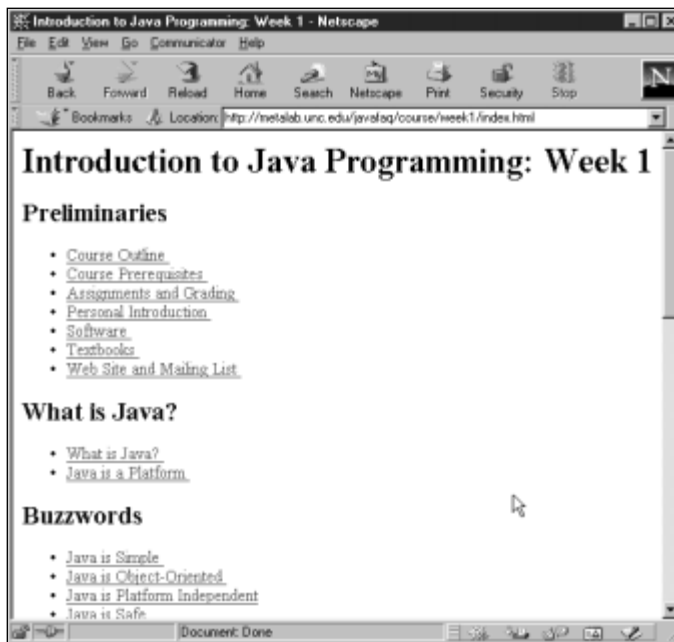 Introduction to Java Programming: Week 1 - Netscape
File Edit View Go Communicator Help
Back Forward Reload Home Search Netscape Print Security Stop
N
Bookmarks Location: http://metalab.unc.edu/javafaq/course/week1/index.html
Introduction to Java Programming: Week 1
Preliminaries
• Course Outline
• Course Prerequisites
• Assignments and Grading
• Personal Introduction
• Software
• Textbooks
• Web Site and Mailing List
What is Java?
• What is Java?
• Java is a Platform
Buzzwords
• Java is Simple
• Java is Object-Oriented
• Java is Platform Independent
• Java is Safe
Document: Done